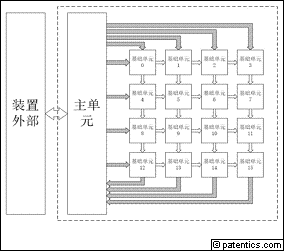 装置
外部
主单
元
基础单元
0
基础单元
1
基础单元
2
基础单元
3
基础单元
4
基础单元
5
基础单元
6
基础单元
7
基础单元
8
基础单元
9
基础单元
10
基础单元
11
基础单元
12
基础单元
13
基础单元
14
基础单元
15
© patentics.com